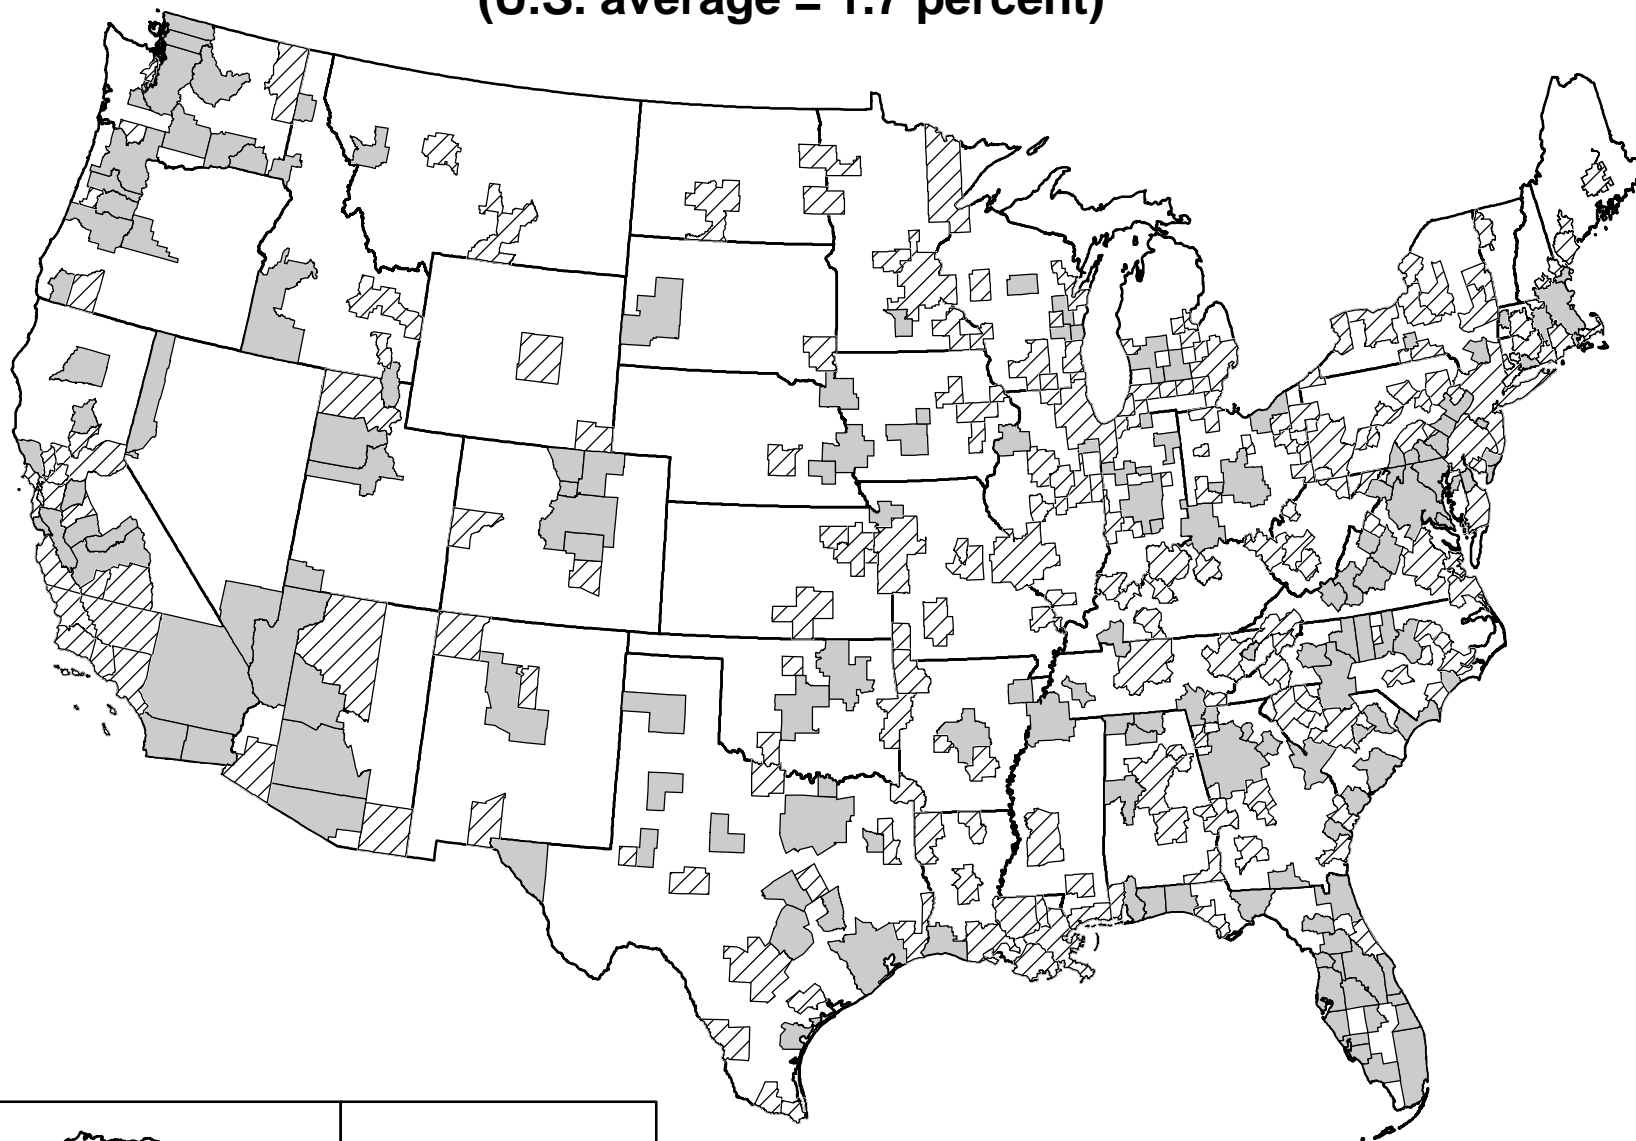 (U.S. average = 1.7 percent)